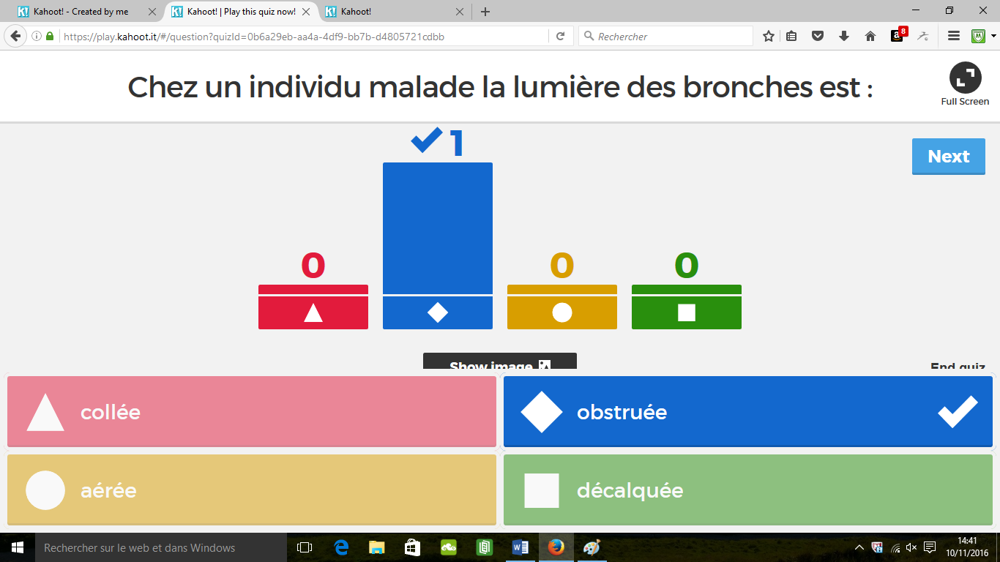 Kahoot! - Created by me
Kahoot! | Play this quiz now!
Kahoot!
https://play.kahoot.it/#/question?quizId=0b6a29eb-aa4a-4df9-bb7b-d4805721cdbb
Rechercher
8
Chez un individu malade la lumière des bronches est :
Full Screen
1
Next
0
0
0
Show image
End quiz
collée
obstruée
aérée
décalquée
Rechercher sur le web et dans Windows
14:41
10/11/2016